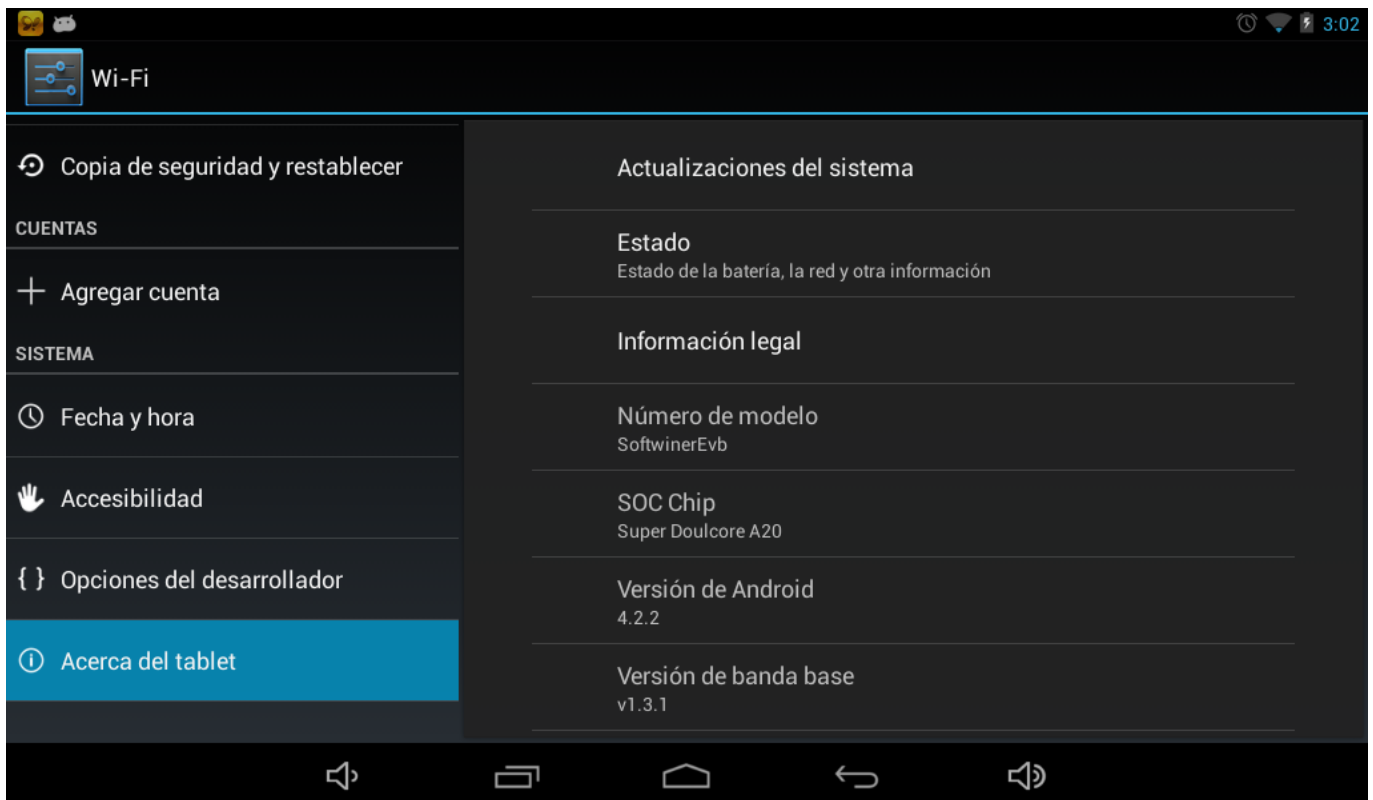 3:02
Wi-Fi
Copia de seguridad y restablecer
CUENTAS
Agregar cuenta
SISTEMA
Fecha y hora
Accesibilidad
{ } Opciones del desarrollador
Acerca del tablet
Actualizaciones del sistema
Estado
Estado de la batería, la red y otra información
Información legal
Número de modelo
SoftwinerEvb
SOC Chip
Super Doulcore A20
Versión de Android
4.2.2
Versión de banda base
v1.3.1